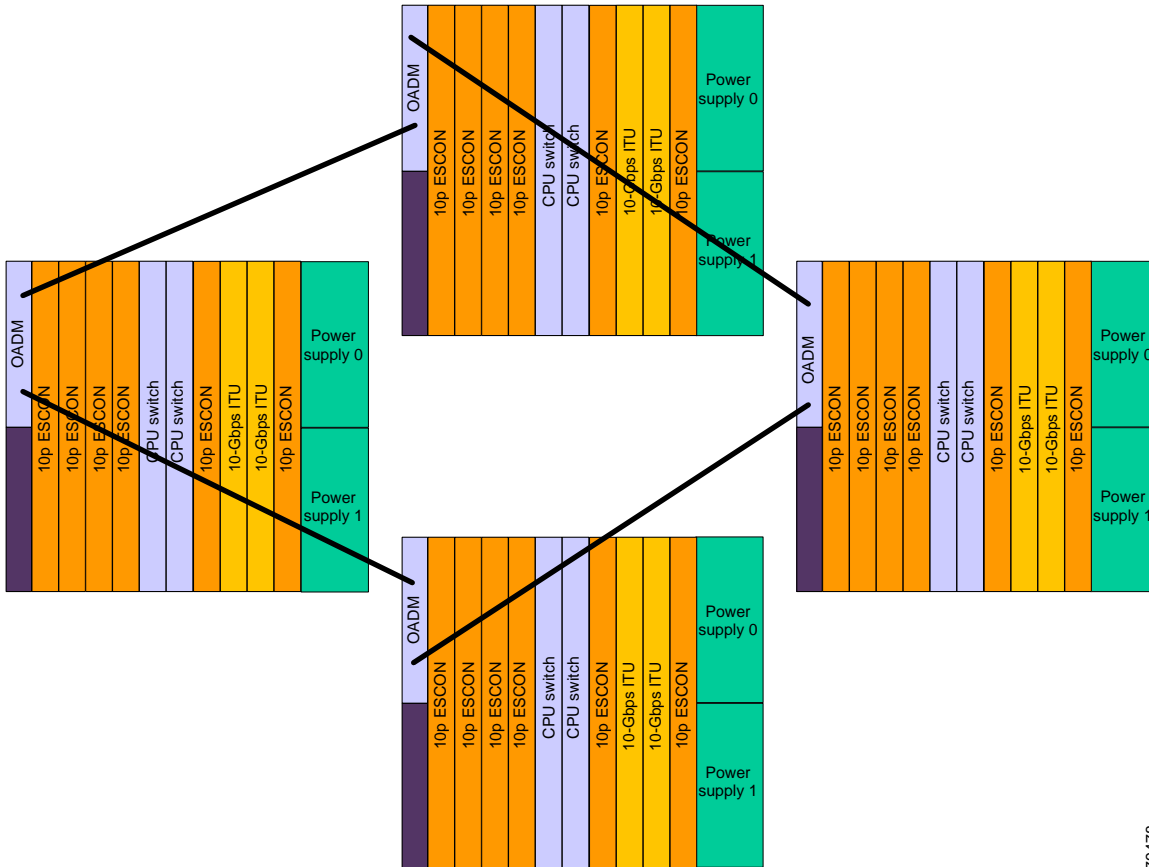 OADM
10p ESCON
10p ESCON
10p ESCON
10p ESCON
CPU switch
CPU switch
10p ESCON
10-Gbps ITU
10-Gbps ITU
10p ESCON
Power
supply 0
Power
supply 1
OADM
10p ESCON
10p ESCON
10p ESCON
10p ESCON
CPU switch
CPU switch
10p ESCON
10-Gbps ITU
10-Gbps ITU
10p ESCON
Power
supply 0
Power
supply 1
OADM
10p ESCON
10p ESCON
10p ESCON
10p ESCON
CPU switch
CPU switch
10p ESCON
10-Gbps ITU
10-Gbps ITU
10p ESCON
Power
supply 0
Power
supply 1
OADM
10p ESCON
10p ESCON
10p ESCON
10p ESCON
CPU switch
CPU switch
10p ESCON
10-Gbps ITU
10-Gbps ITU
10p ESCON
Power
supply 0
Power
supply 1